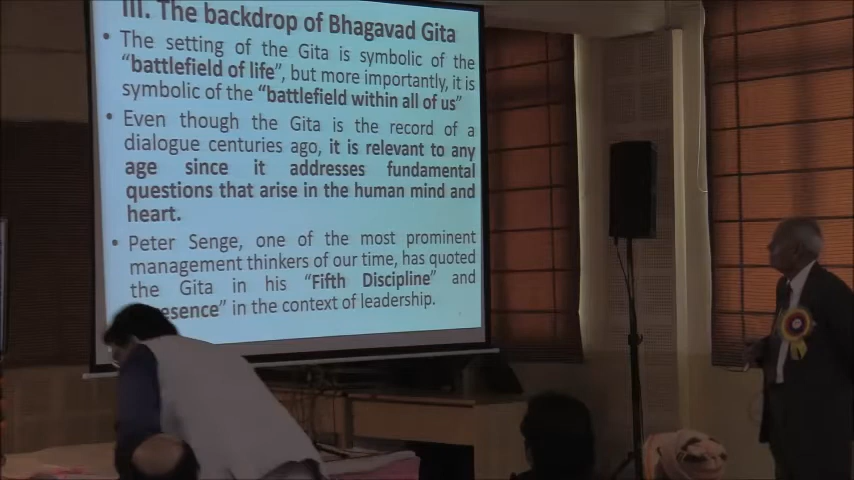 III. The backdrop of Bhagavad Gita
• The setting of the Gita is symbolic of the
“battlefield of life”, but more importantly, it is
symbolic of the “battlefield within all of us”
• Even though the Gita is the record of a
dialogue centuries ago, it is relevant to any
age since it addresses fundamental
questions that arise in the human mind and
heart.
• Peter Senge, one of the most prominent
management thinkers of our time, has quoted
the Gita in his “Fifth Discipline” and
esence” in the context of leadership.